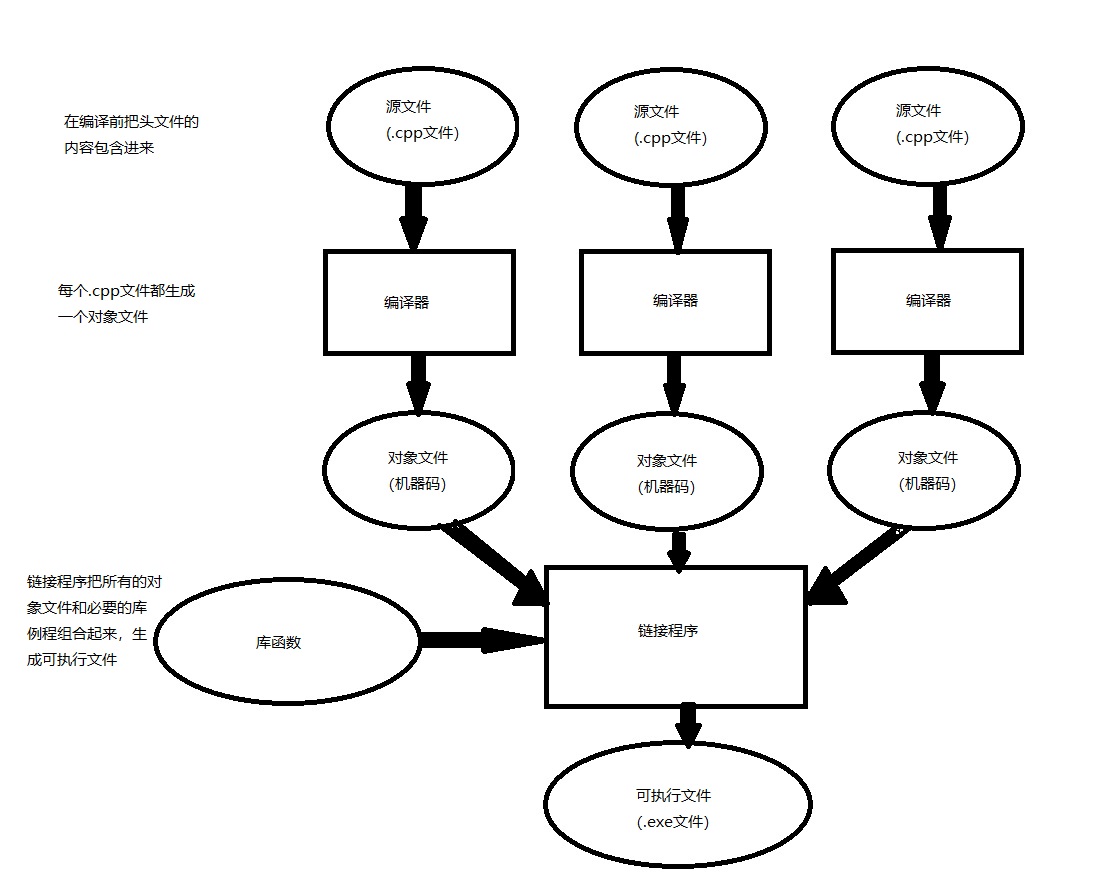 在编译前把头文件的
内容包含进来
源文件
(.cpp文件)
源文件
(.cpp文件)
源文件
(.cpp文件)
每个.cpp文件都生成
一个对象文件
编译器
编译器
编译器
对象文件
(机器码)
对象文件
(机器码)
对象文件
(机器码)
链接程序把所有的对
象文件和必要的库
例程组合起来，生
成可执行文件
库函数
链接程序
可执行文件
(.exe文件)